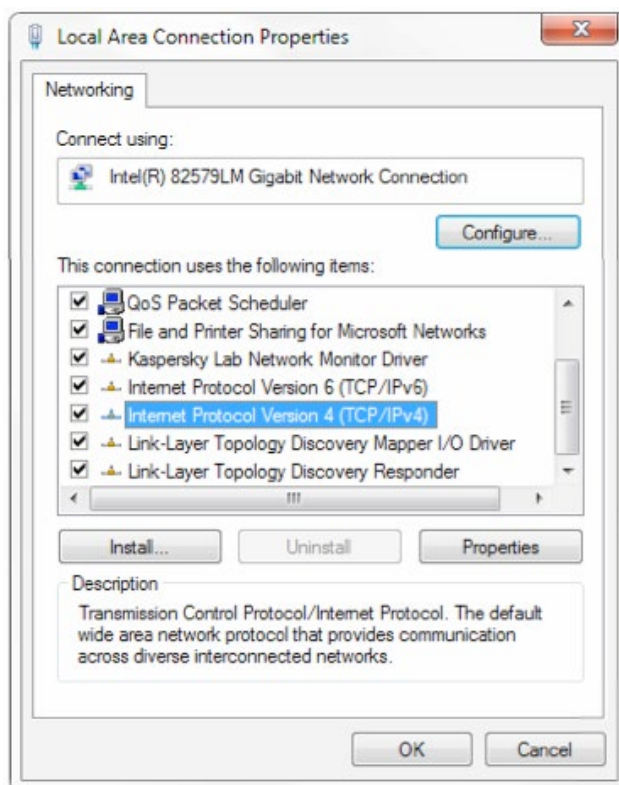 Local Area Connection Properties
Networking
Connect using:
Intel(R) 82579LM Gigabit Network Connection
Configure...
This connection uses the following items:
QoS Packet Scheduler
File and Printer Sharing for Microsoft Networks
Kaspersky Lab Network Monitor Driver
Internet Protocol Version 6 (TCP/IPv6)
Internet Protocol Version 4 (TCP/IPv4)
Link-Layer Topology Discovery Mapper I/O Driver
Link-Layer Topology Discovery Responder
Install...
Uninstall
Properties
Description
Transmission Control Protocol/Internet Protocol. The default
wide area network protocol that provides communication
across diverse interconnected networks.
OK
Cancel